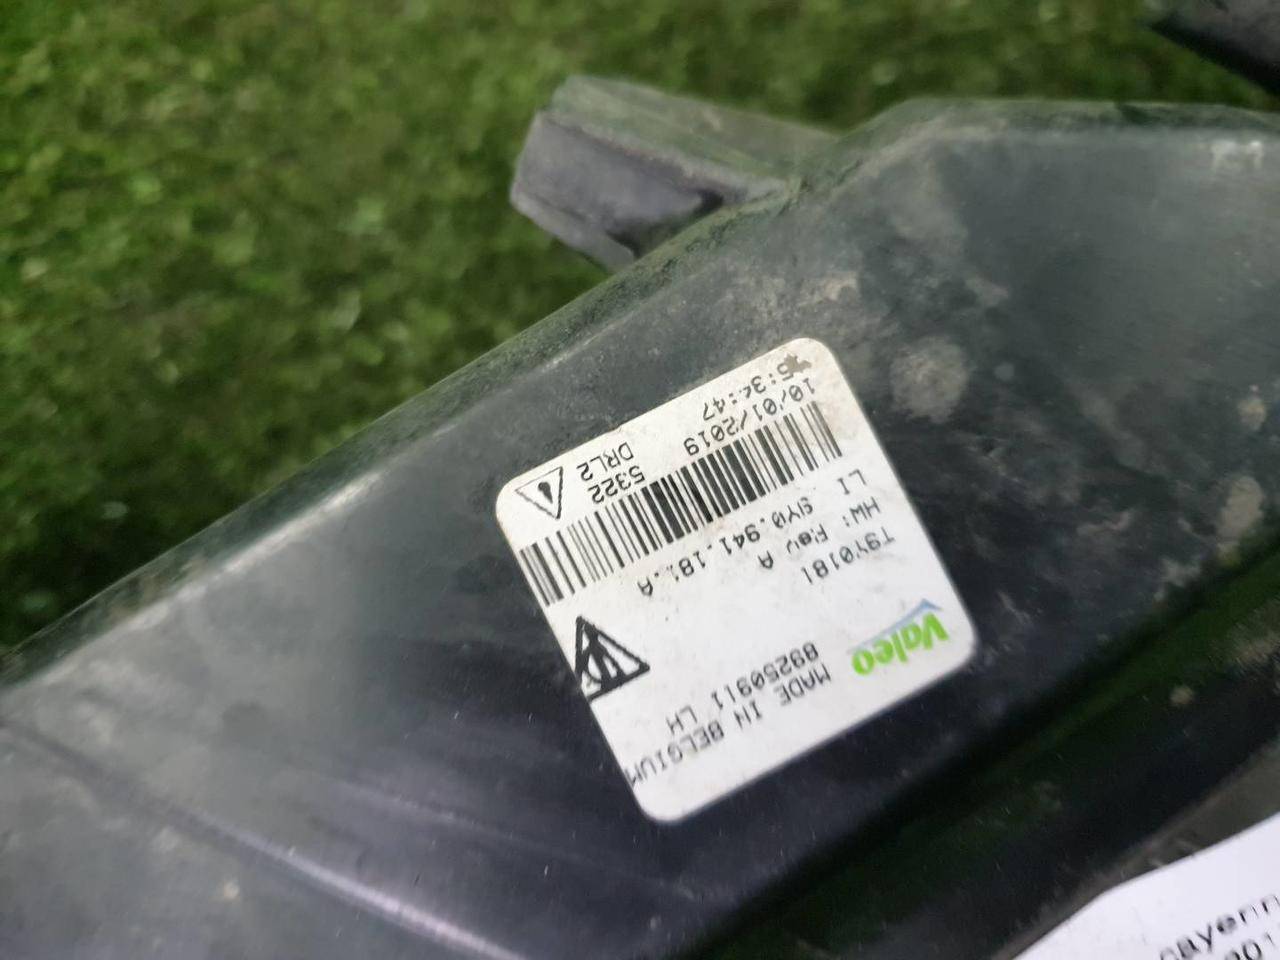 Valeo
MADE IN BELGIUM
89250911 LH
T9Y0181
HW: Rev A
LI 9Y0.941.181.A
10/01/2019 5322
5:34:47 DRL2
cayenn